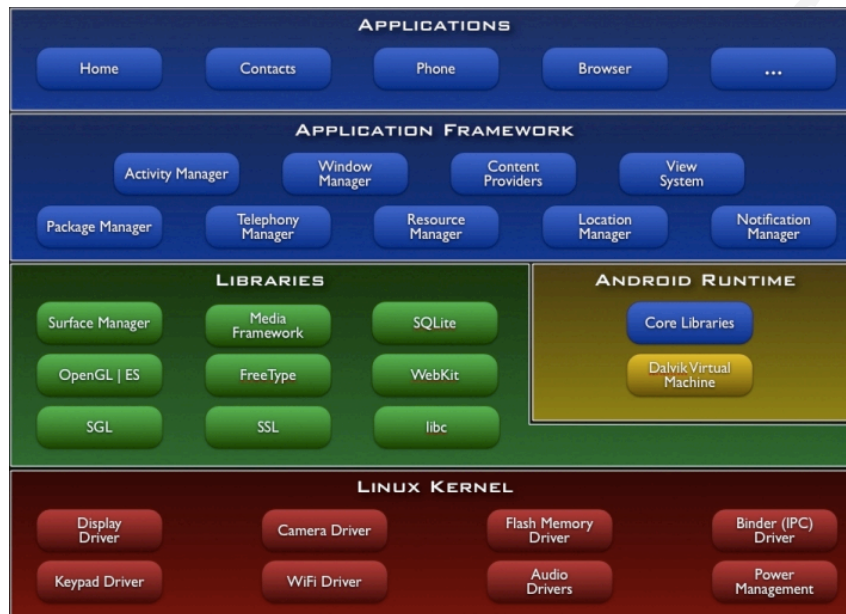 APPLICATIONS
Home
Contacts
Phone
Browser
...
APPLICATION FRAMEWORK
Activity Manager
Window
Manager
Content
Providers
View
System
Package Manager
Telephony
Manager
Resource
Manager
Location
Manager
Notification
Manager
LIBRARIES
Surface Manager
Media
Framework
SQLite
OpenGL | ES
FreeType
WebKit
SGL
SSL
libc
ANDROID RUNTIME
Core Libraries
Dalvik Virtual
Machine
LINUX KERNEL
Display
Driver
Camera Driver
Flash Memory
Driver
Binder (IPC)
Driver
Keypad Driver
WiFi Driver
Audio
Drivers
Power
Management